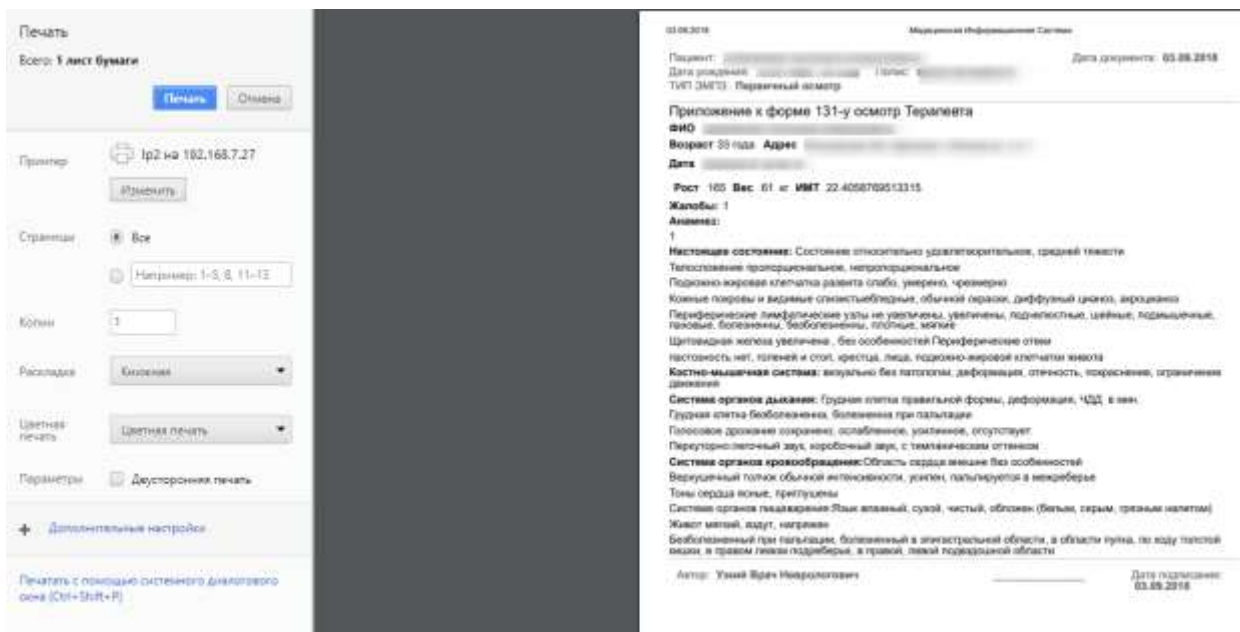 Печать
Всего: 1 лист бумаги
Печать Отмена
Принтер lp2 на 192.168.7.27
Изменить
Страницы Все
Например: 1-5, 8, 11-13
Копии 1
Раскладка Книжная
Цветная печать Цветная печать
Параметры Двусторонняя печать
+ Дополнительные настройки
Печатать с помощью системного диалогового
окна (Ctrl+Shift+P)
03.09.2018 Медицинская Информационная Система
Пациент: Дата документа: 03.09.2018
Дата рождения: Полис:
ТИП ЭМПЗ: Первичный осмотр
Приложение к форме 131-у осмотр Терапевта
ФИО
Возраст 33 года Адрес
Дата
Рост 165 Вес 61 кг ИМТ 22.4058769513315
Жалобы: 1
Анамнез:
1
Настоящее состояние: Состояние относительно удовлетворительное, средней тяжести
Телосложение пропорциональное, непропорциональное
Подкожно-жировая клетчатка развита слабо, умерено, чрезмерно
Кожные покровы и видимые слизистыебледные, обычной окраски, диффузный цианоз, акроцианоз
Периферические лимфатические узлы не увеличены, увеличены, подчелюстные, шейные, подмышечные,
паховые, болезненны, безболезненны, плотные, мягкие
Щитовидная железа увеличена , без особенностей Периферические отеки
пастозность нет, голеней и стоп, крестца, лица, подкожно-жировой клетчатки живота
Костно-мышечная система: визуально без патологии, деформация, отечность, покраснение, ограничение
движения
Система органов дыхания: Грудная клетка правильной формы, деформация, ЧДД в мин.
Грудная клетка безболезненна, болезненна при пальпации
Голосовое дрожание сохранено, ослабленное, усиленное, отсутствует
Перкуторно:легочный звук, коробочный звук, с тимпаническим оттенком
Система органов кровообращения:Область сердца внешне без особенностей
Верхушечный толчок обычной интенсивности, усилен, пальпируется в межреберье
Тоны сердца ясные, приглушены
Система органов пищеварения:Язык влажный, сухой, чистый, обложен (белым, серым, грязным налетом)
Живот мягкий, вздут, напряжен
Безболезненный при пальпации, болезненный в эпигастральной области, в области пупка, по ходу толстой
кишки, в правом левом подреберье, в правой, левой подвздошной области
Автор: Узкий Врач Неврологович Дата подписания:
03.09.2018